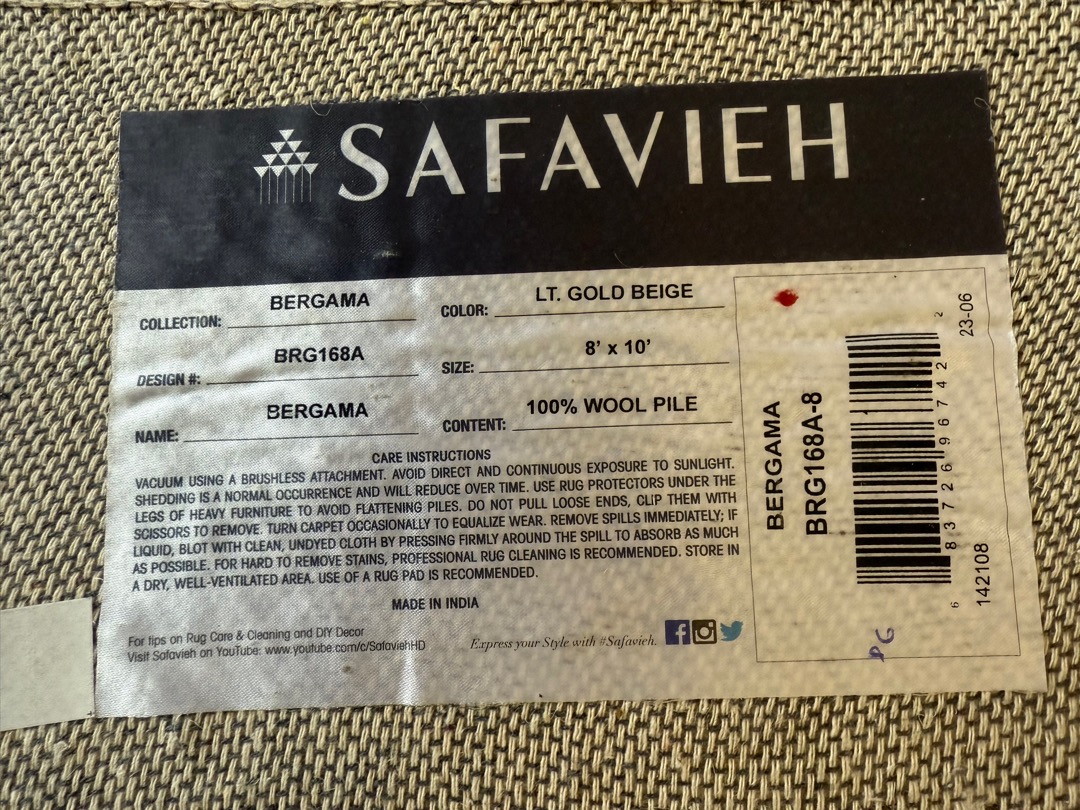 SAFAVIEH
COLLECTION: BERGAMA
COLOR: LT. GOLD BEIGE
DESIGN #: BRG168A
SIZE: 8' x 10'
NAME: BERGAMA
CONTENT: 100% WOOL PILE
CARE INSTRUCTIONS
VACUUM USING A BRUSHLESS ATTACHMENT. AVOID DIRECT AND CONTINUOUS EXPOSURE TO SUNLIGHT.
SHEDDING IS A NORMAL OCCURRENCE AND WILL REDUCE OVER TIME. USE RUG PROTECTORS UNDER THE
LEGS OF HEAVY FURNITURE TO AVOID FLATTENING PILES. DO NOT PULL LOOSE ENDS, CLIP THEM WITH
SCISSORS TO REMOVE. TURN CARPET OCCASIONALLY TO EQUALIZE WEAR. REMOVE SPILLS IMMEDIATELY; IF
LIQUID, BLOT WITH CLEAN, UNDYED CLOTH BY PRESSING FIRMLY AROUND THE SPILL TO ABSORB AS MUCH
AS POSSIBLE. FOR HARD TO REMOVE STAINS, PROFESSIONAL RUG CLEANING IS RECOMMENDED. STORE IN
A DRY, WELL-VENTILATED AREA. USE OF A RUG PAD IS RECOMMENDED.
MADE IN INDIA
For tips on Rug Care & Cleaning and DIY Decor
Visit Safavieh on YouTube: www.youtube.com/c/SafaviehHD
Express your Style with #Safavieh.
BERGAMA
BRG168A-8
6 83726 96742 2
142108
23-06
PG